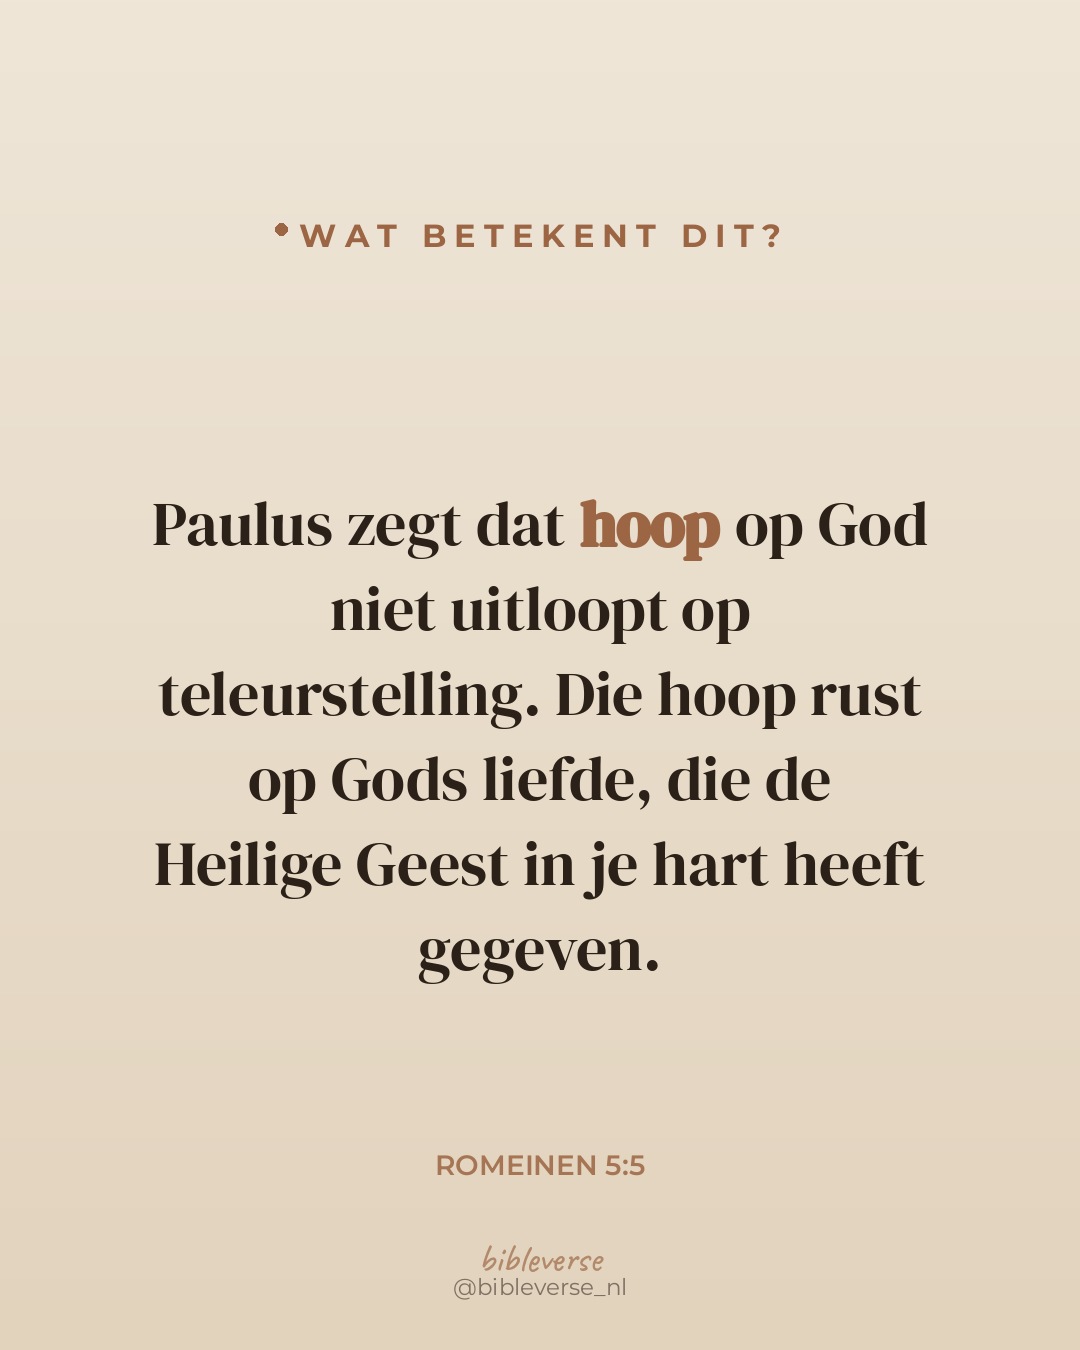 WAT BETEKENT DIT?
Paulus zegt dat hoop op God
niet uitloopt op
teleurstelling. Die hoop rust
op Gods liefde, die de
Heilige Geest in je hart heeft
gegeven.
ROMEINEN 5:5
bibleverse
@bibleverse_nl